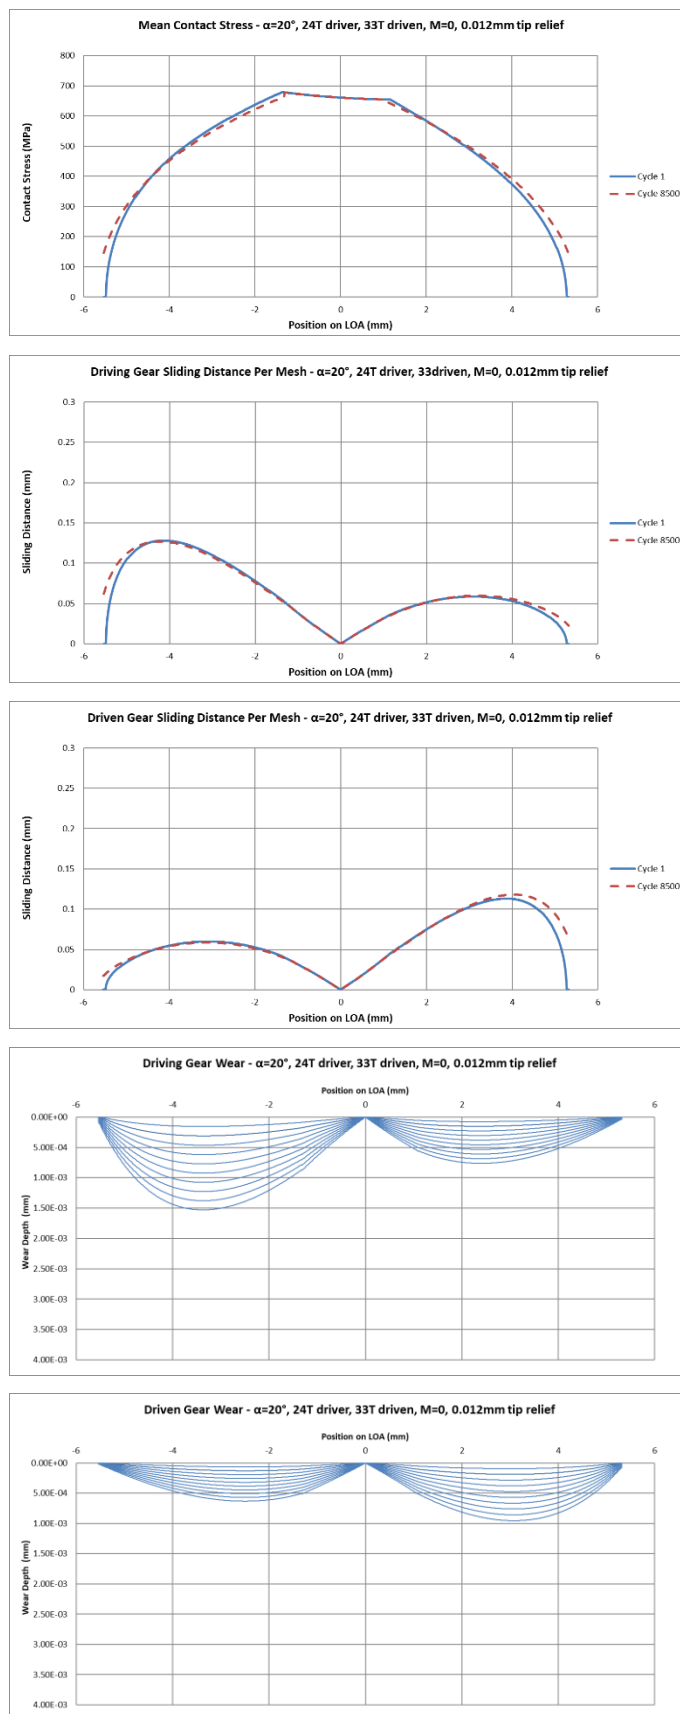 Mean Contact Stress - α=20°, 24T driver, 33T driven, M=0, 0.012mm tip relief
800
700
600
500
400
300
200
100
0
Contact Stress (MPa)
-6 -4 -2 0 2 4 6
Position on LOA (mm)
Cycle 1
Cycle 8500
Driving Gear Sliding Distance Per Mesh - α=20°, 24T driver, 33driven, M=0, 0.012mm tip relief
0.3
0.25
0.2
0.15
0.1
0.05
0
Sliding Distance (mm)
-6 -4 -2 0 2 4 6
Position on LOA (mm)
Cycle 1
Cycle 8500
Driven Gear Sliding Distance Per Mesh - α=20°, 24T driver, 33T driven, M=0, 0.012mm tip relief
0.3
0.25
0.2
0.15
0.1
0.05
0
Sliding Distance (mm)
-6 -4 -2 0 2 4 6
Position on LOA (mm)
Cycle 1
Cycle 8500
Driving Gear Wear - α=20°, 24T driver, 33T driven, M=0, 0.012mm tip relief
Position on LOA (mm)
-6 -4 -2 0 2 4 6
0.00E+00
5.00E-04
1.00E-03
1.50E-03
2.00E-03
2.50E-03
3.00E-03
3.50E-03
4.00E-03
Wear Depth (mm)
Driven Gear Wear - α=20°, 24T driver, 33T driven, M=0, 0.012mm tip relief
Position on LOA (mm)
-6 -4 -2 0 2 4 6
0.00E+00
5.00E-04
1.00E-03
1.50E-03
2.00E-03
2.50E-03
3.00E-03
3.50E-03
4.00E-03
Wear Depth (mm)